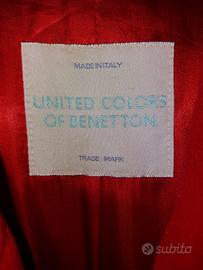 MADE IN ITALY
UNITED COLORS
OF BENETTON.
TRADE MARK
subito